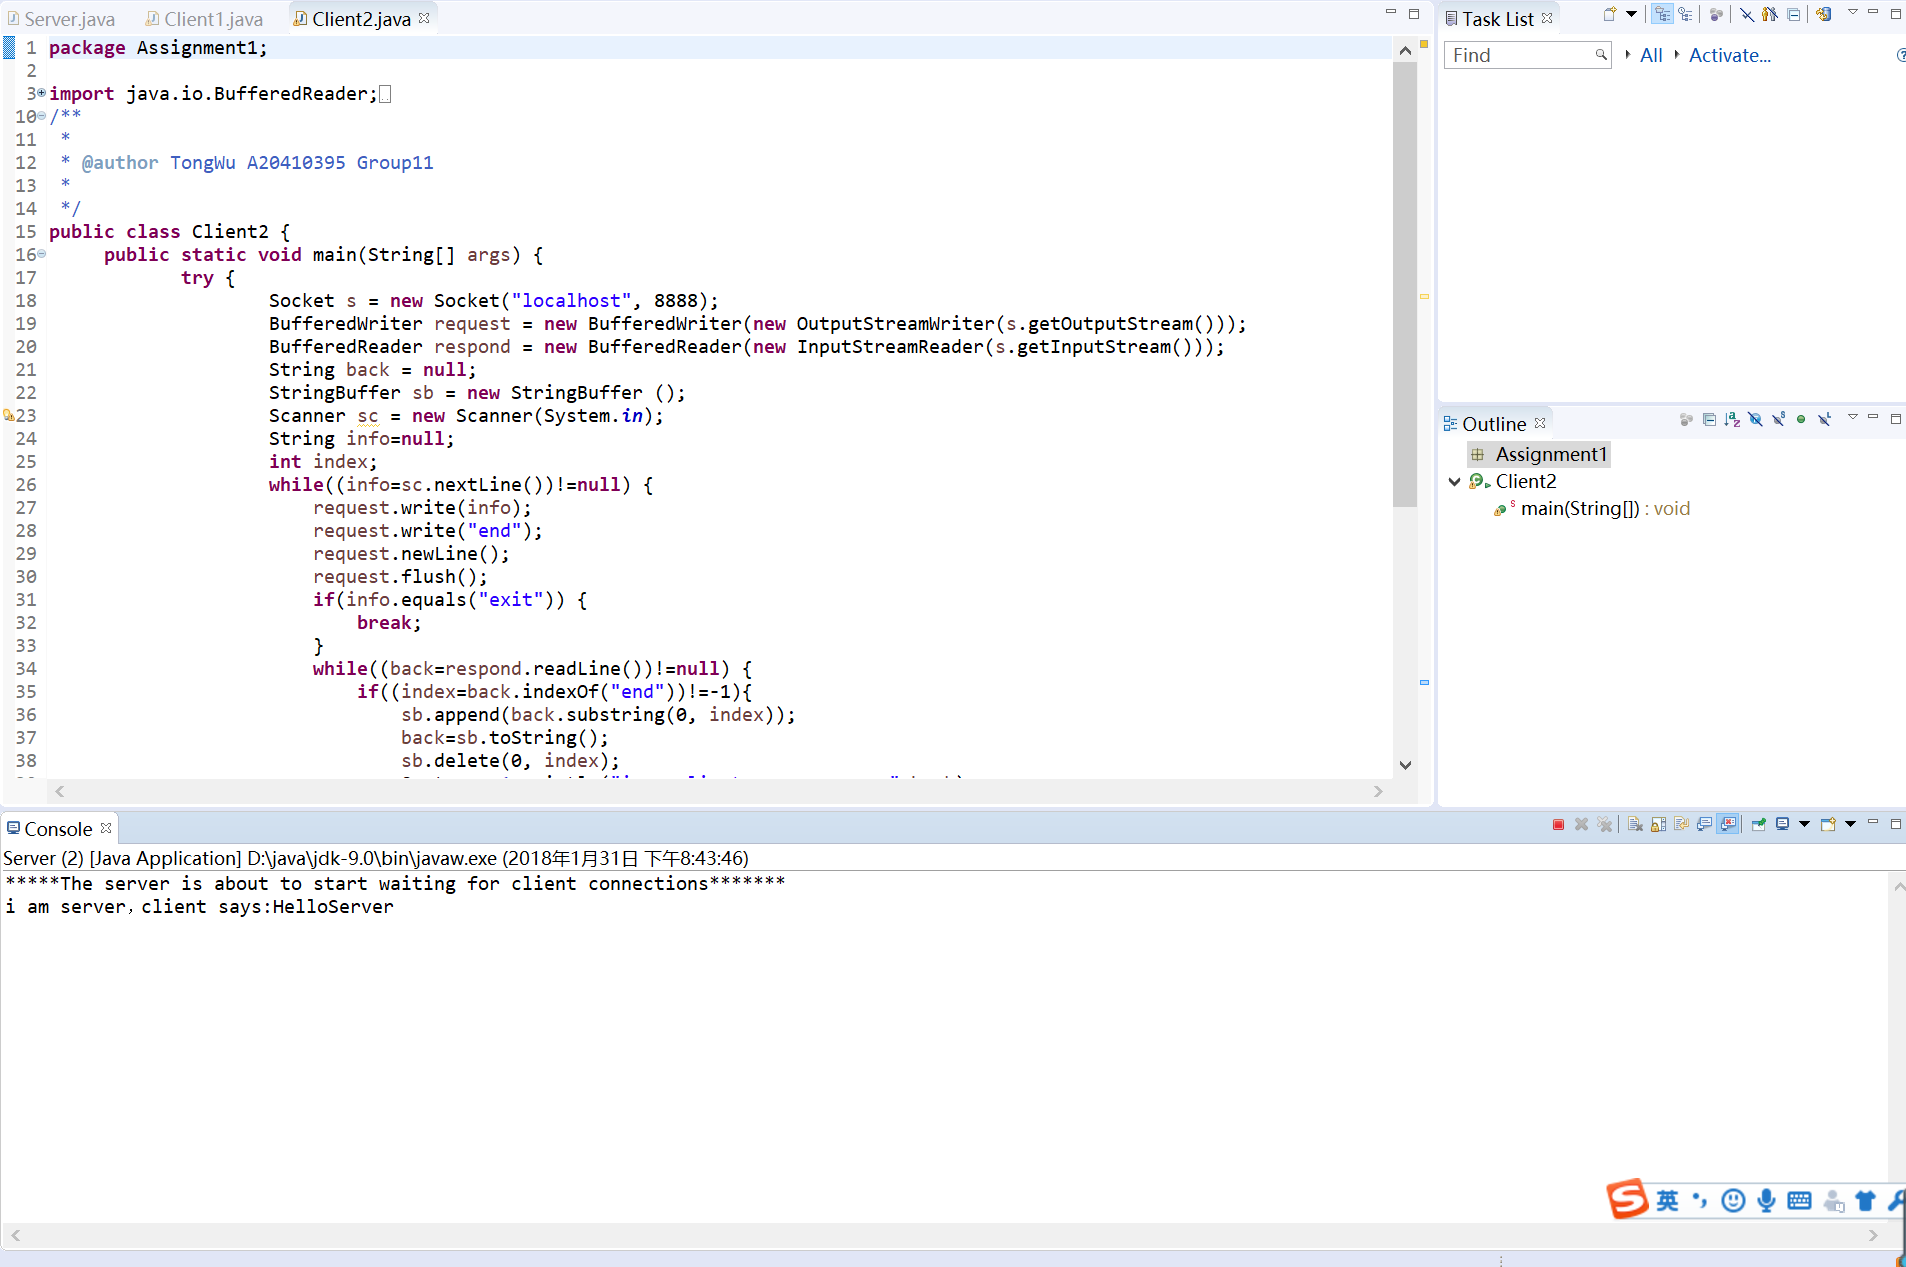 Server.java Client1.java Client2.java
1 package Assignment1;
2
3 import java.io.BufferedReader;
10 /**
11  *
12  * @author TongWu A20410395 Group11
13  *
14  */
15 public class Client2 {
16     public static void main(String[] args) {
17            try {
18                    Socket s = new Socket("localhost", 8888);
19                    BufferedWriter request = new BufferedWriter(new OutputStreamWriter(s.getOutputStream()));
20                    BufferedReader respond = new BufferedReader(new InputStreamReader(s.getInputStream()));
21                    String back = null;
22                    StringBuffer sb = new StringBuffer ();
23                    Scanner sc = new Scanner(System.in);
24                    String info=null;
25                    int index;
26                    while((info=sc.nextLine())!=null) {
27                        request.write(info);
28                        request.write("end");
29                        request.newLine();
30                        request.flush();
31                        if(info.equals("exit")) {
32                            break;
33                        }
34                        while((back=respond.readLine())!=null) {
35                            if((index=back.indexOf("end"))!=-1){
36                                sb.append(back.substring(0, index));
37                                back=sb.toString();
38                                sb.delete(0, index);
Task List
Find All Activate...
Outline
Assignment1
Client2
main(String[]) : void
Console
Server (2) [Java Application] D:\java\jdk-9.0\bin\javaw.exe (2018年1月31日 下午8:43:46)
*****The server is about to start waiting for client connections*******
i am server，client says:HelloServer
S 英